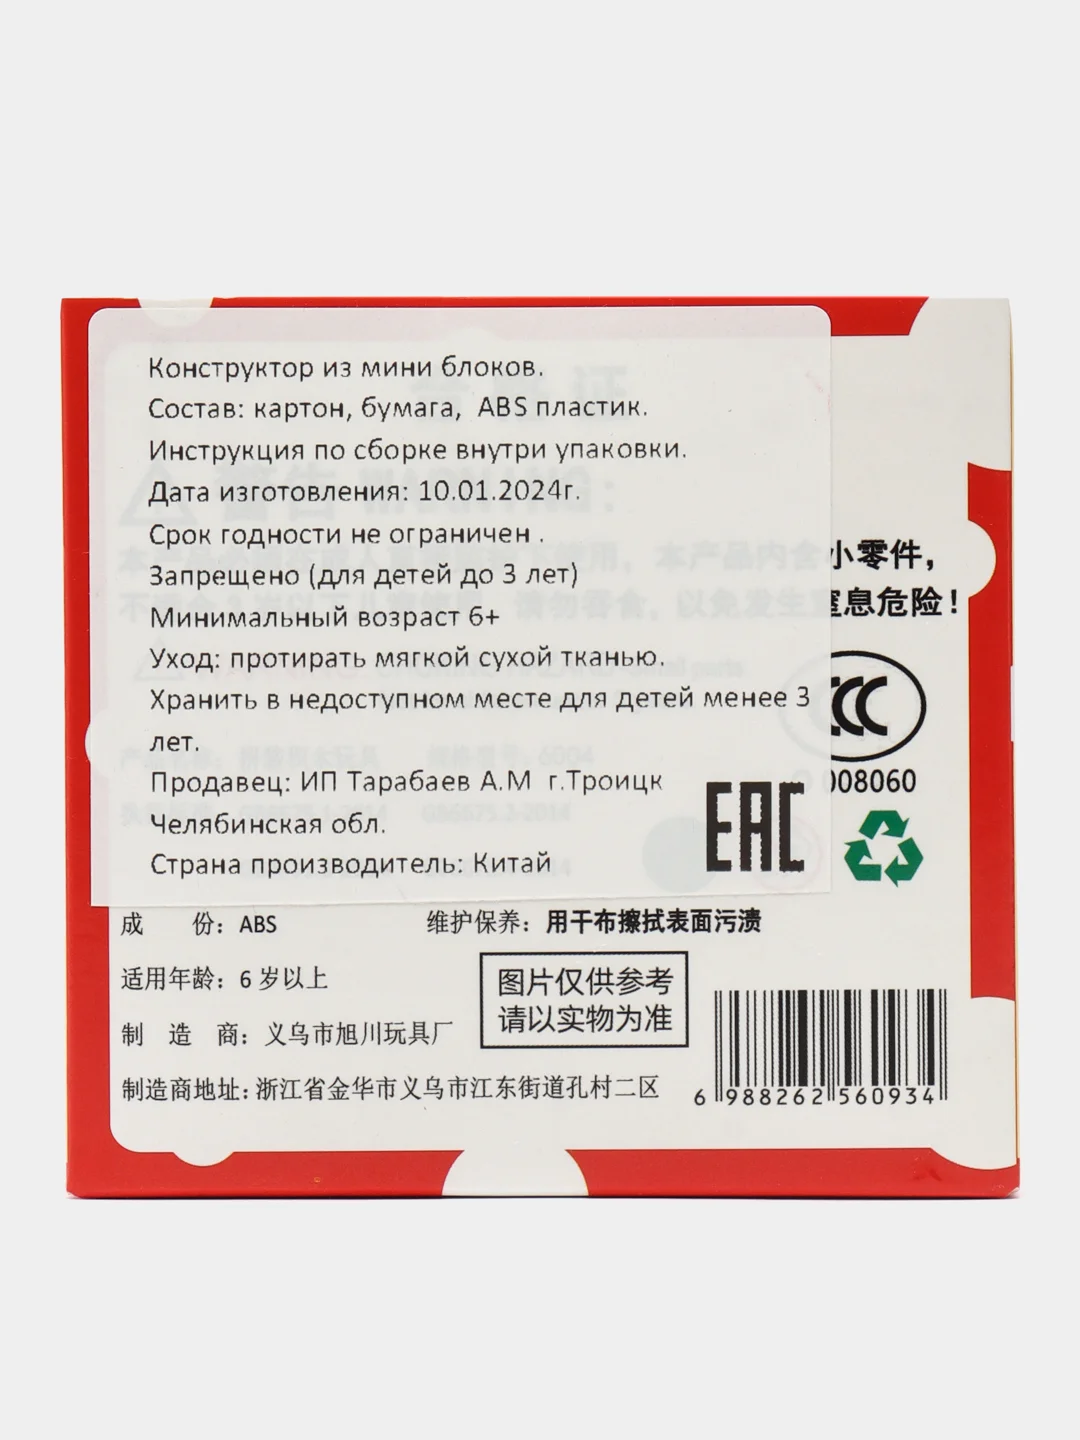 Конструктор из мини блоков.
Состав: картон, бумага, ABS пластик.
Инструкция по сборке внутри упаковки.
Дата изготовления: 10.01.2024г.
Срок годности не ограничен .
Запрещено (для детей до 3 лет)
Минимальный возраст 6+
Уход: протирать мягкой сухой тканью.
Хранить в недоступном месте для детей менее 3
лет.
Продавец: ИП Тарабаев А.М г.Троицк
Челябинская обл.
Страна производитель: Китай
EAC
小零件，
息危险！
CCC
008060
成 份：ABS
维护保养：用干布擦拭表面污渍
适用年龄：6 岁以上
图片仅供参考
请以实物为准
制 造 商：义乌市旭川玩具厂
制造商地址：浙江省金华市义乌市江东街道孔村二区
6 988262 560934